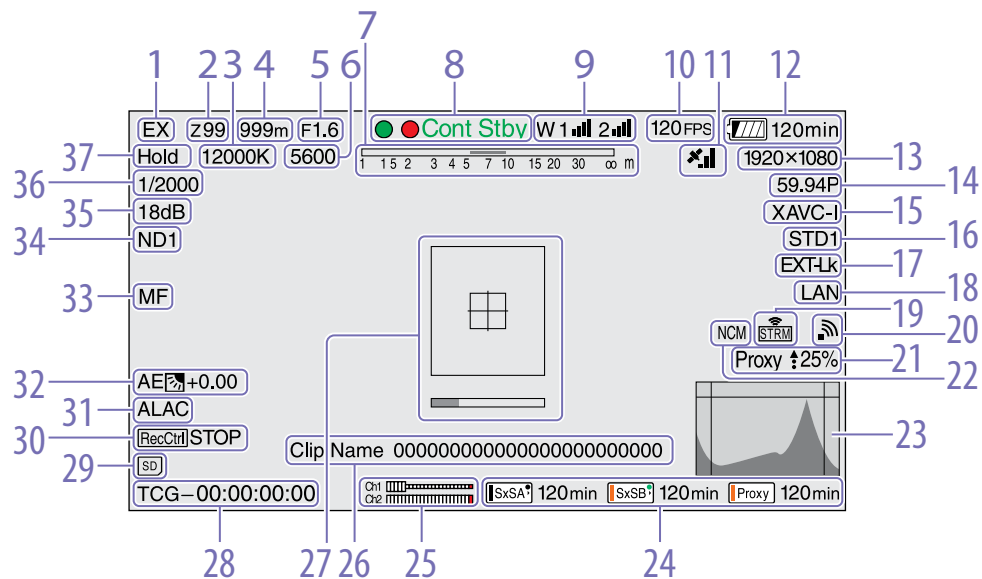 7
1 2 3 4 5 6 8 9 10 11 12
EX Z99 999m F1.6 Cont Stby W 1 2 120FPS 120min
37 Hold 12000K 5600 1 1 5 2 3 4 5 7 10 15 20 30 ∞ m 1920×1080 13
36 1/2000 59.94P 14
35 18dB XAVC-I 15
34 ND1 STD1 16
EXT-Lk 17
33 MF LAN 18
NCM STRM 19
20
Proxy 25% 21
22
32 AE +0.00
31 ALAC
30 RecCtrl STOP 23
Clip Name 000000000000000000000000
29 SD
28 TCG–00:00:00:00 Ch1 Ch2 SxSA 120min SxSB 120min Proxy 120min
27 26 25 24